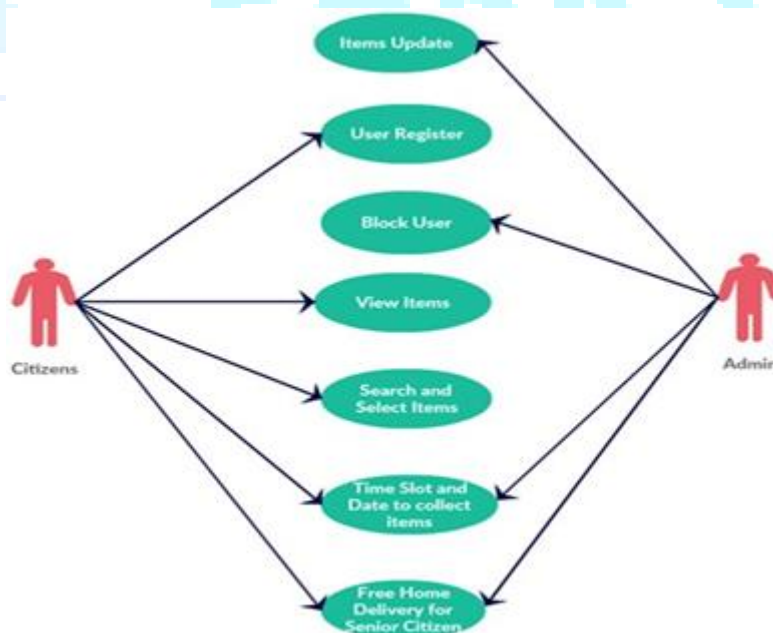 Items Update
User Register
Block User
View Items
Citizens
Admin
Search and
Select Items
Time Slot and
Date to collect
items
Free Home
Delivery for
Senior Citizen